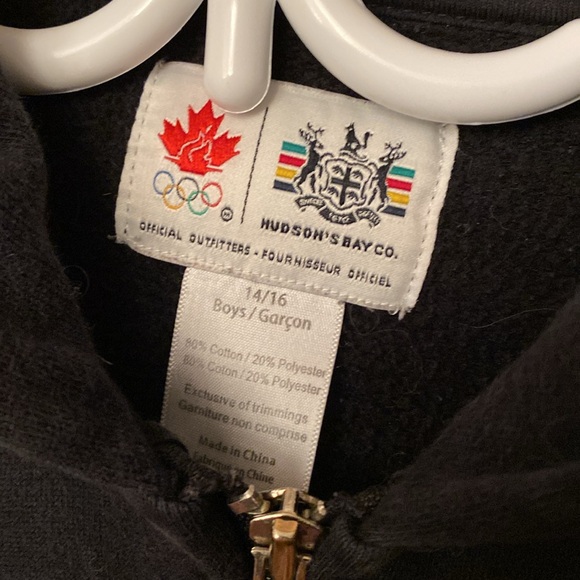 HUDSON'S BAY CO.
OFFICIAL OUTFITTERS • FOURNISSEUR OFFICIEL
14/16
Boys / Garçon
80% Cotton / 20% Polyester
80% Coton / 20% Polyester
Exclusive of trimmings
Garniture non comprise
Made in China
Fabriqué en Chine